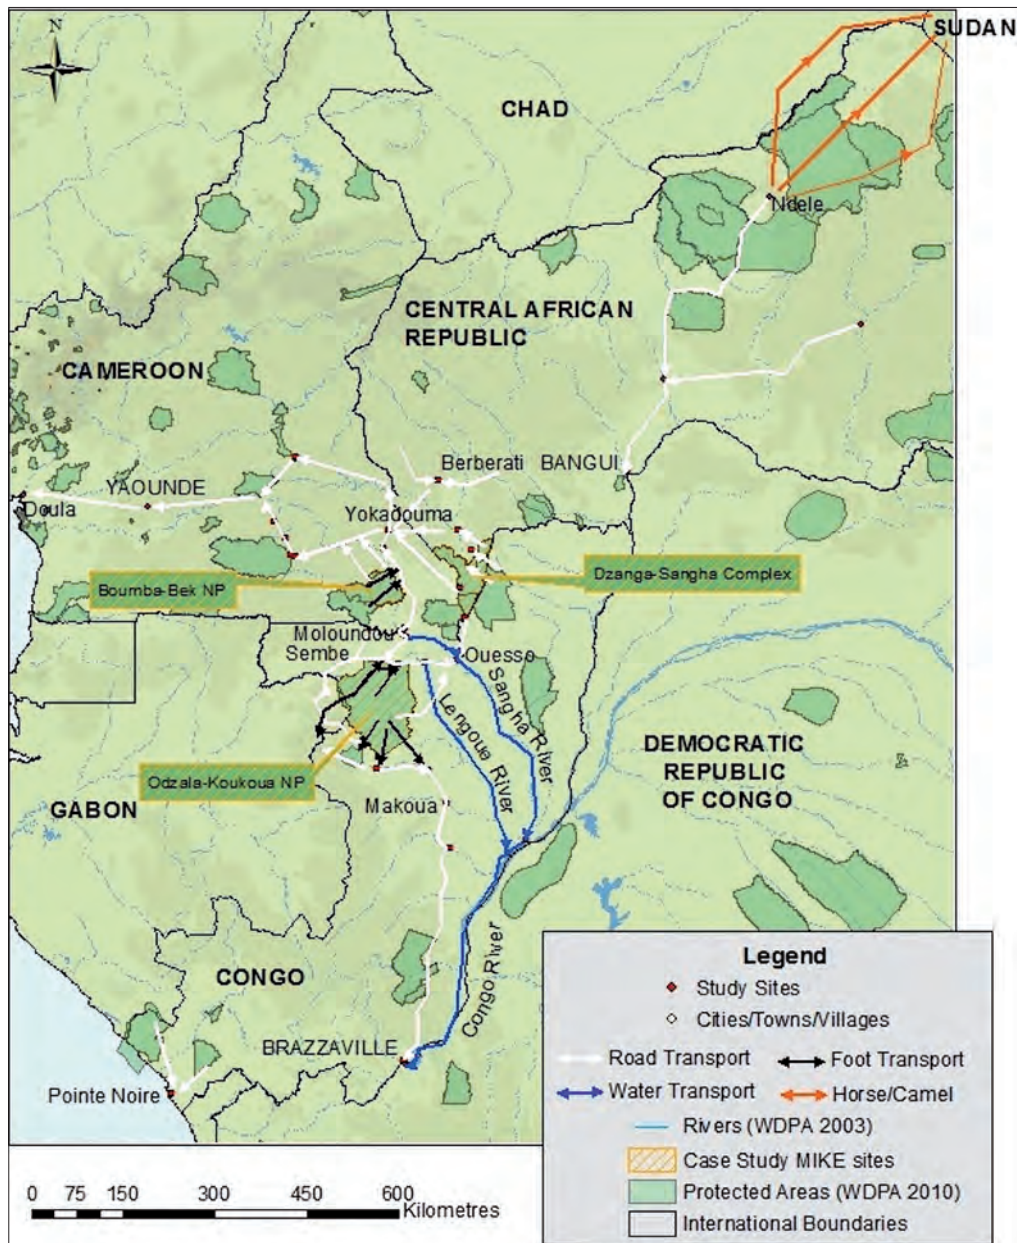 N
SUDAN
CHAD
Ndele
CENTRAL AFRICAN
REPUBLIC
CAMEROON
Berberati
BANGUI
YAOUNDE
Doula
Yokadouma
Boumba-Bek NP
Dzanga-Sangha Complex
Moloundou
Sembe
Ouesso
Sangha River
Lengoue River
DEMOCRATIC
REPUBLIC
OF CONGO
Odzala-Koukoua NP
GABON
Makoua
Congo River
CONGO
BRAZZAVILLE
Pointe Noire
Legend
Study Sites
Cities/Towns/Villages
Road Transport
Foot Transport
Water Transport
Horse/Camel
Rivers (WDPA 2003)
Case Study MIKE sites
Protected Areas (WDPA 2010)
International Boundaries
0 75 150 300 450 600
Kilometres